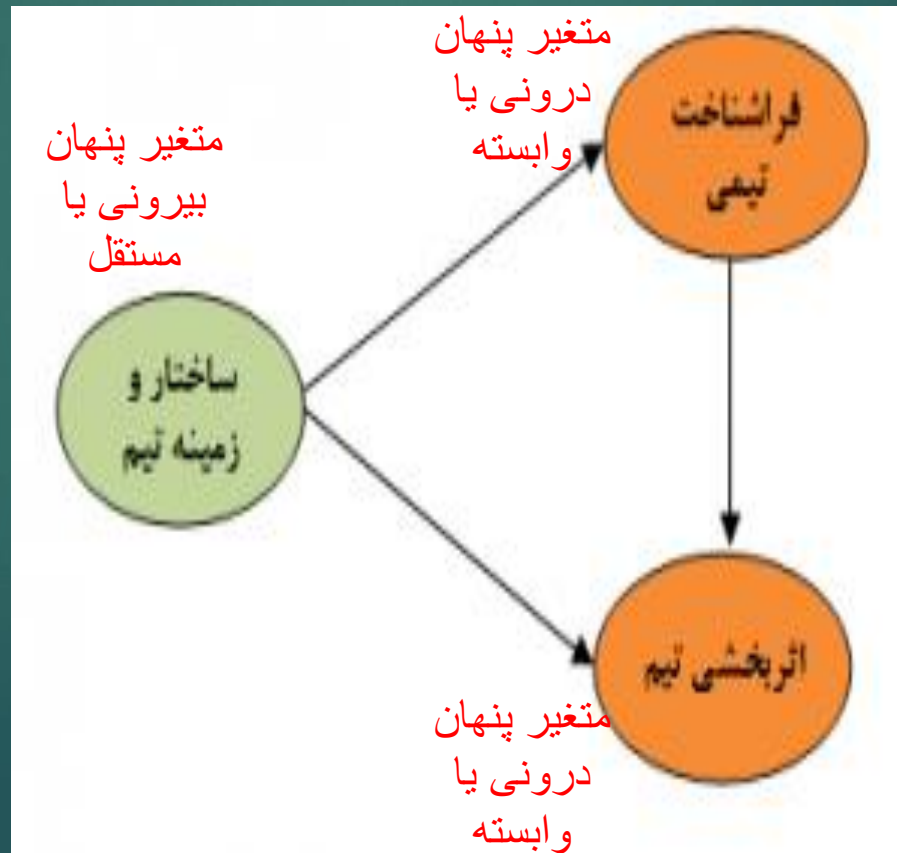 متغیر پنهان
درونی یا
وابسته
فراشناخت
تیمی
متغیر پنهان
بیرونی یا
مستقل
ساختار و
زمینه تیم
اثربخشی تیم
متغیر پنهان
درونی یا
وابسته